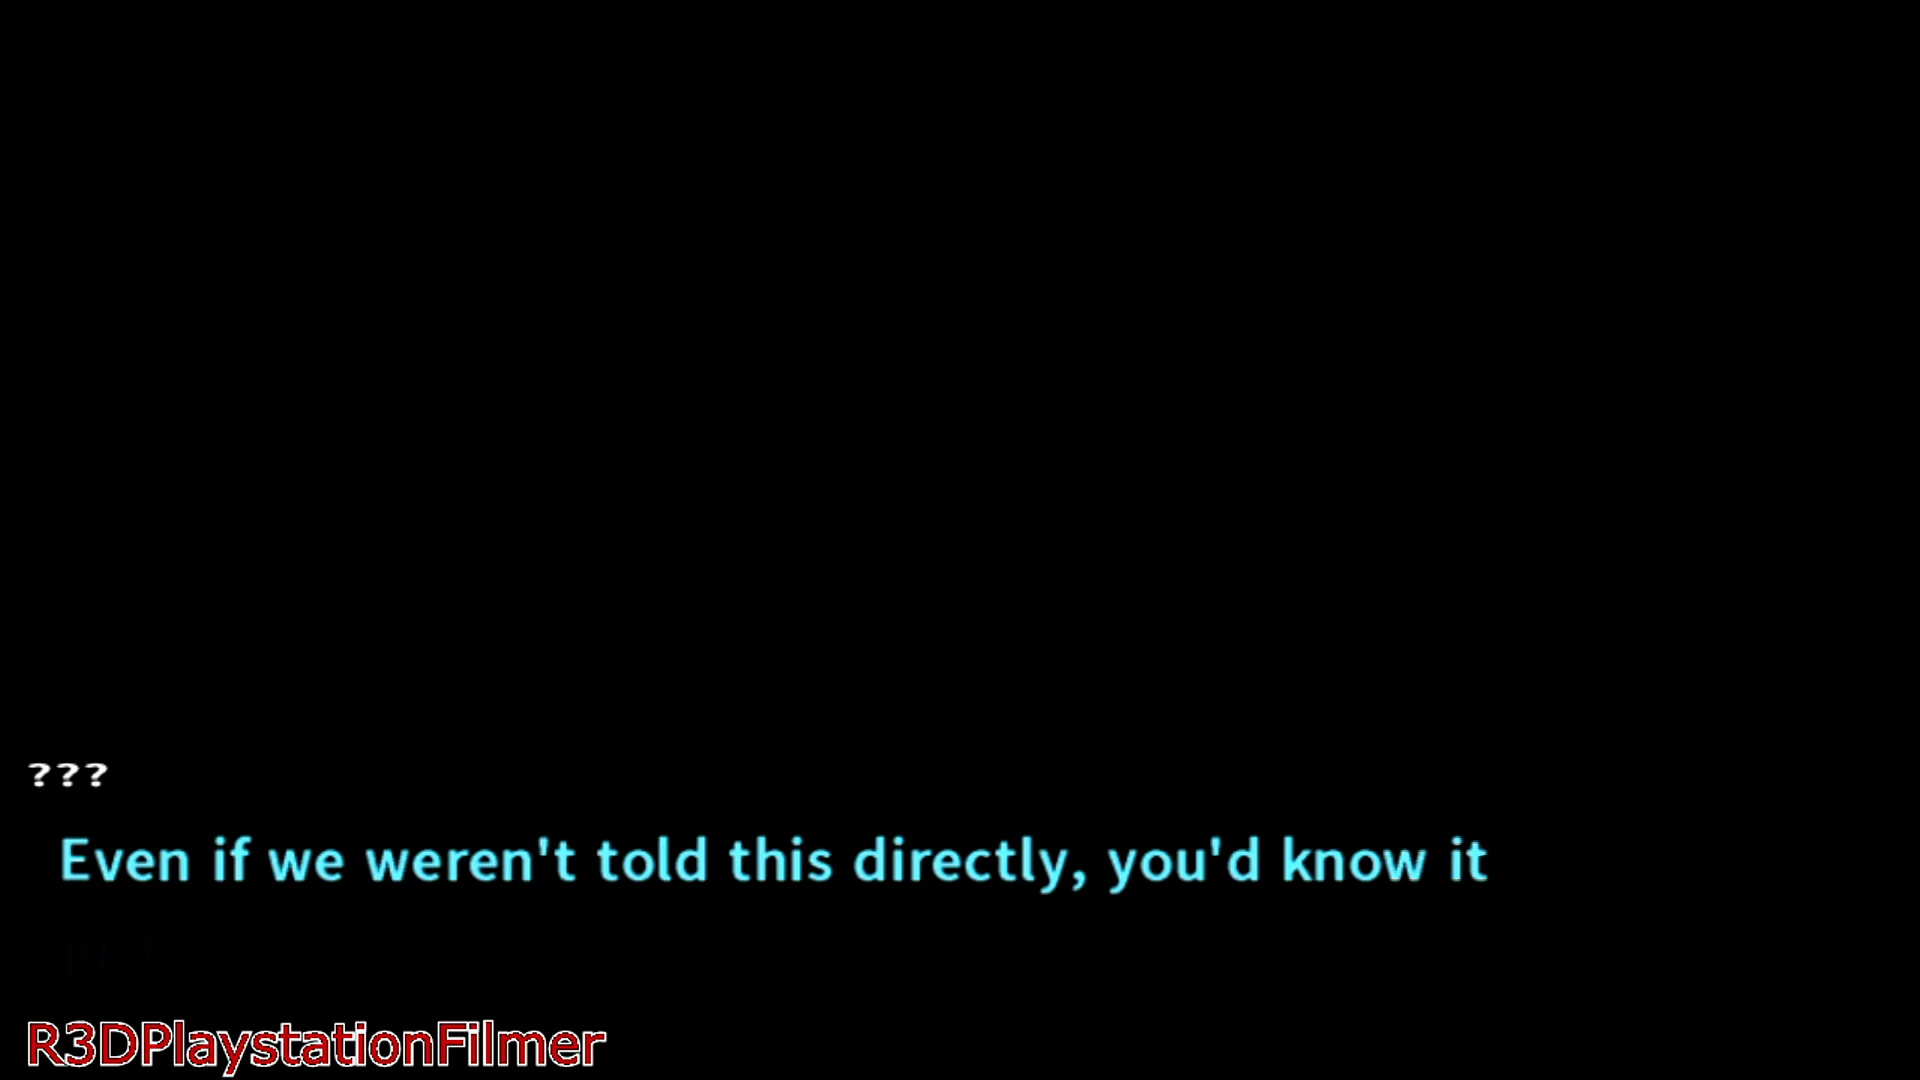 ???
Even if we weren't told this directly, you'd know it
R3DPlaystationFilmer